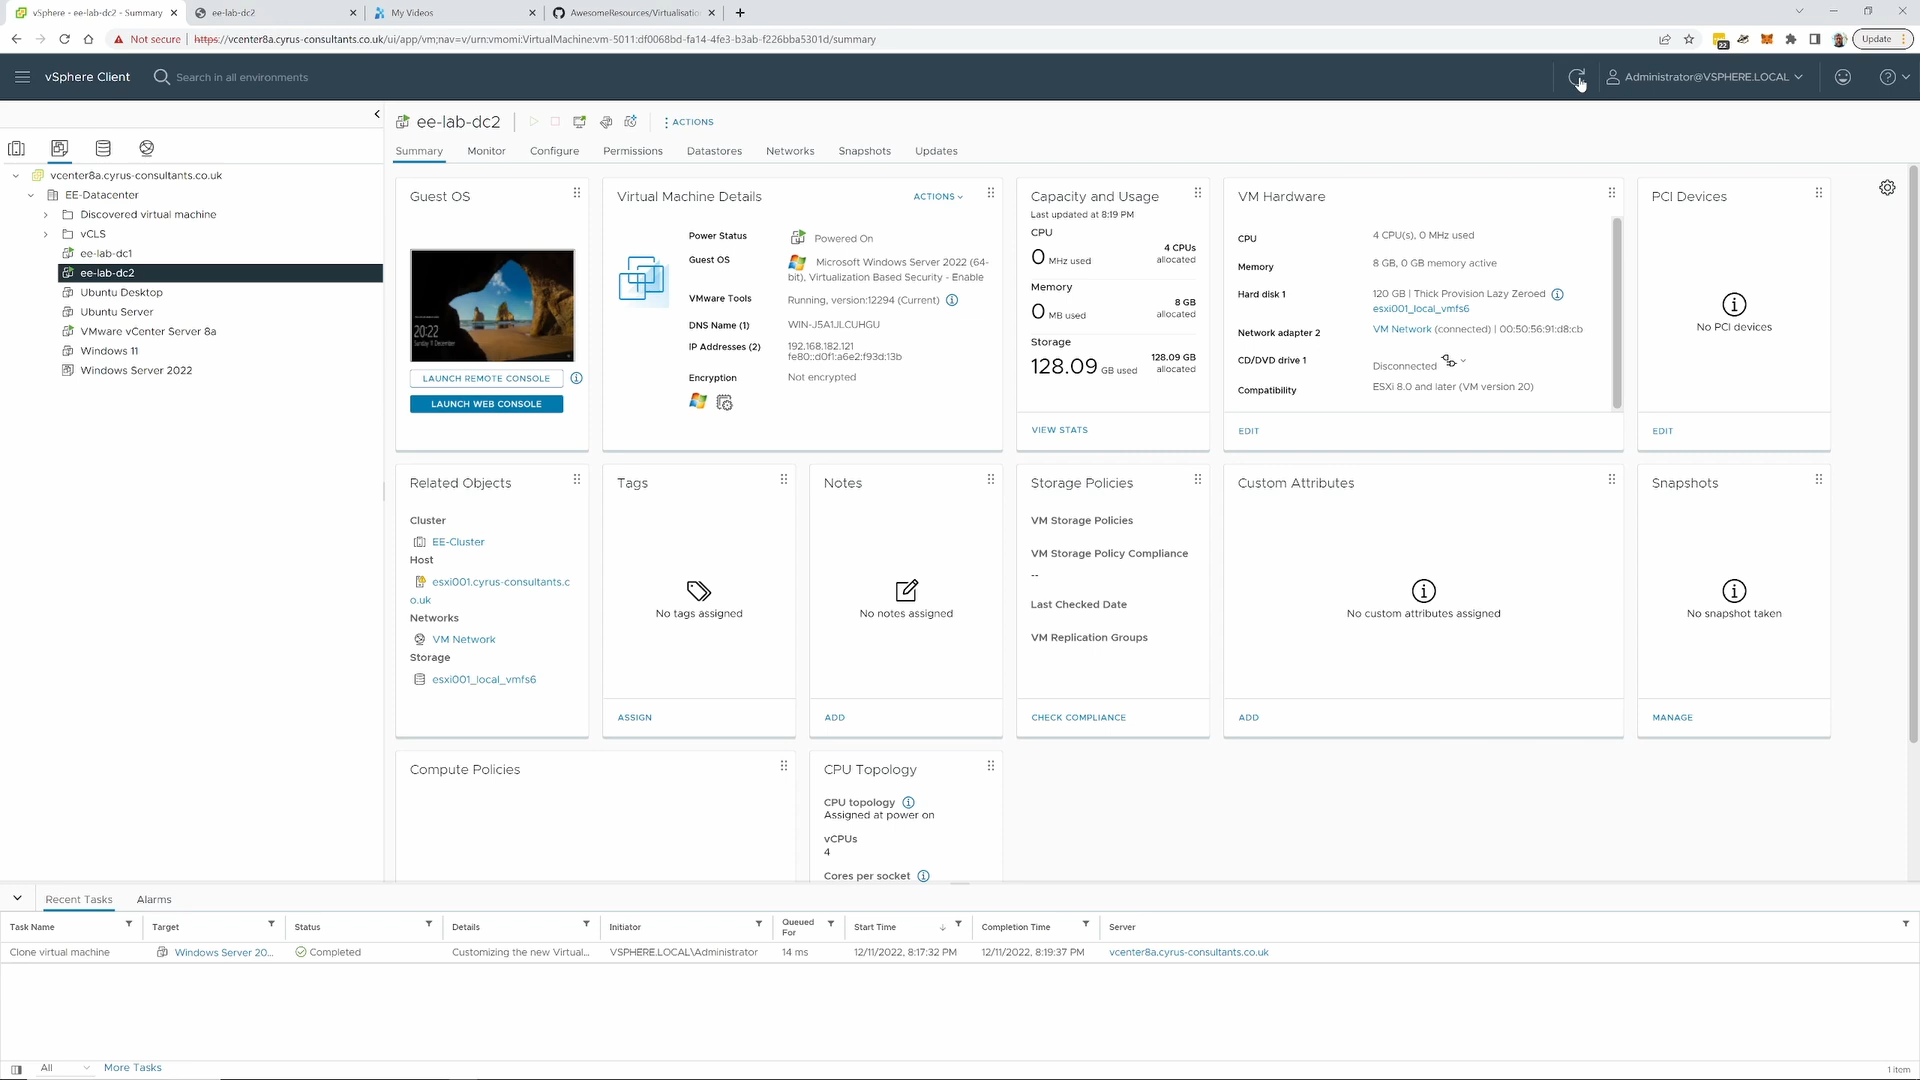 vSphere - ee-lab-dc2 - Summary
ee-lab-dc2
My Videos
AwesomeResources/Virtualisatio
Not secure
https://vcenter8a.cyrus-consultants.co.uk/ui/app/vm;nav=v/urn:vmomi:VirtualMachine:vm-5011:df0068bd-fa14-4fe3-b3ab-f226bba5301d/summary
22
Update
vSphere Client
Search in all environments
Administrator@VSPHERE.LOCAL
ee-lab-dc2
ACTIONS
Summary
Monitor
Configure
Permissions
Datastores
Networks
Snapshots
Updates
vcenter8a.cyrus-consultants.co.uk
EE-Datacenter
Discovered virtual machine
vCLS
ee-lab-dc1
ee-lab-dc2
Ubuntu Desktop
Ubuntu Server
VMware vCenter Server 8a
Windows 11
Windows Server 2022
Guest OS
20:22
Sunday 11 December
LAUNCH REMOTE CONSOLE
LAUNCH WEB CONSOLE
Virtual Machine Details
ACTIONS
Power Status
Powered On
Guest OS
Microsoft Windows Server 2022 (64-
bit), Virtualization Based Security - Enable
VMware Tools
Running, version:12294 (Current)
DNS Name (1)
WIN-J5A1JLCUHGU
IP Addresses (2)
192.168.182.121
fe80::d0f1:a6e2:f93d:13b
Encryption
Not encrypted
Capacity and Usage
Last updated at 8:19 PM
CPU
0 MHz used
4 CPUs
allocated
Memory
0 MB used
8 GB
allocated
Storage
128.09 GB used
128.09 GB
allocated
VIEW STATS
VM Hardware
CPU
4 CPU(s), 0 MHz used
Memory
8 GB, 0 GB memory active
Hard disk 1
120 GB | Thick Provision Lazy Zeroed
esxi001_local_vmfs6
Network adapter 2
VM Network (connected) | 00:50:56:91:d8:cb
CD/DVD drive 1
Disconnected
Compatibility
ESXi 8.0 and later (VM version 20)
EDIT
PCI Devices
No PCI devices
EDIT
Related Objects
Cluster
EE-Cluster
Host
esxi001.cyrus-consultants.c
o.uk
Networks
VM Network
Storage
esxi001_local_vmfs6
Tags
No tags assigned
ASSIGN
Notes
No notes assigned
ADD
Storage Policies
VM Storage Policies
VM Storage Policy Compliance
--
Last Checked Date
VM Replication Groups
CHECK COMPLIANCE
Custom Attributes
No custom attributes assigned
ADD
Snapshots
No snapshot taken
MANAGE
Compute Policies
CPU Topology
CPU topology
Assigned at power on
vCPUs
4
Cores per socket
Recent Tasks
Alarms
Task Name
Target
Status
Details
Initiator
Queued
For
Start Time
Completion Time
Server
Clone virtual machine
Windows Server 20...
Completed
Customizing the new Virtual...
VSPHERE.LOCAL\Administrator
14 ms
12/11/2022, 8:17:32 PM
12/11/2022, 8:19:37 PM
vcenter8a.cyrus-consultants.co.uk
All
More Tasks
1 item